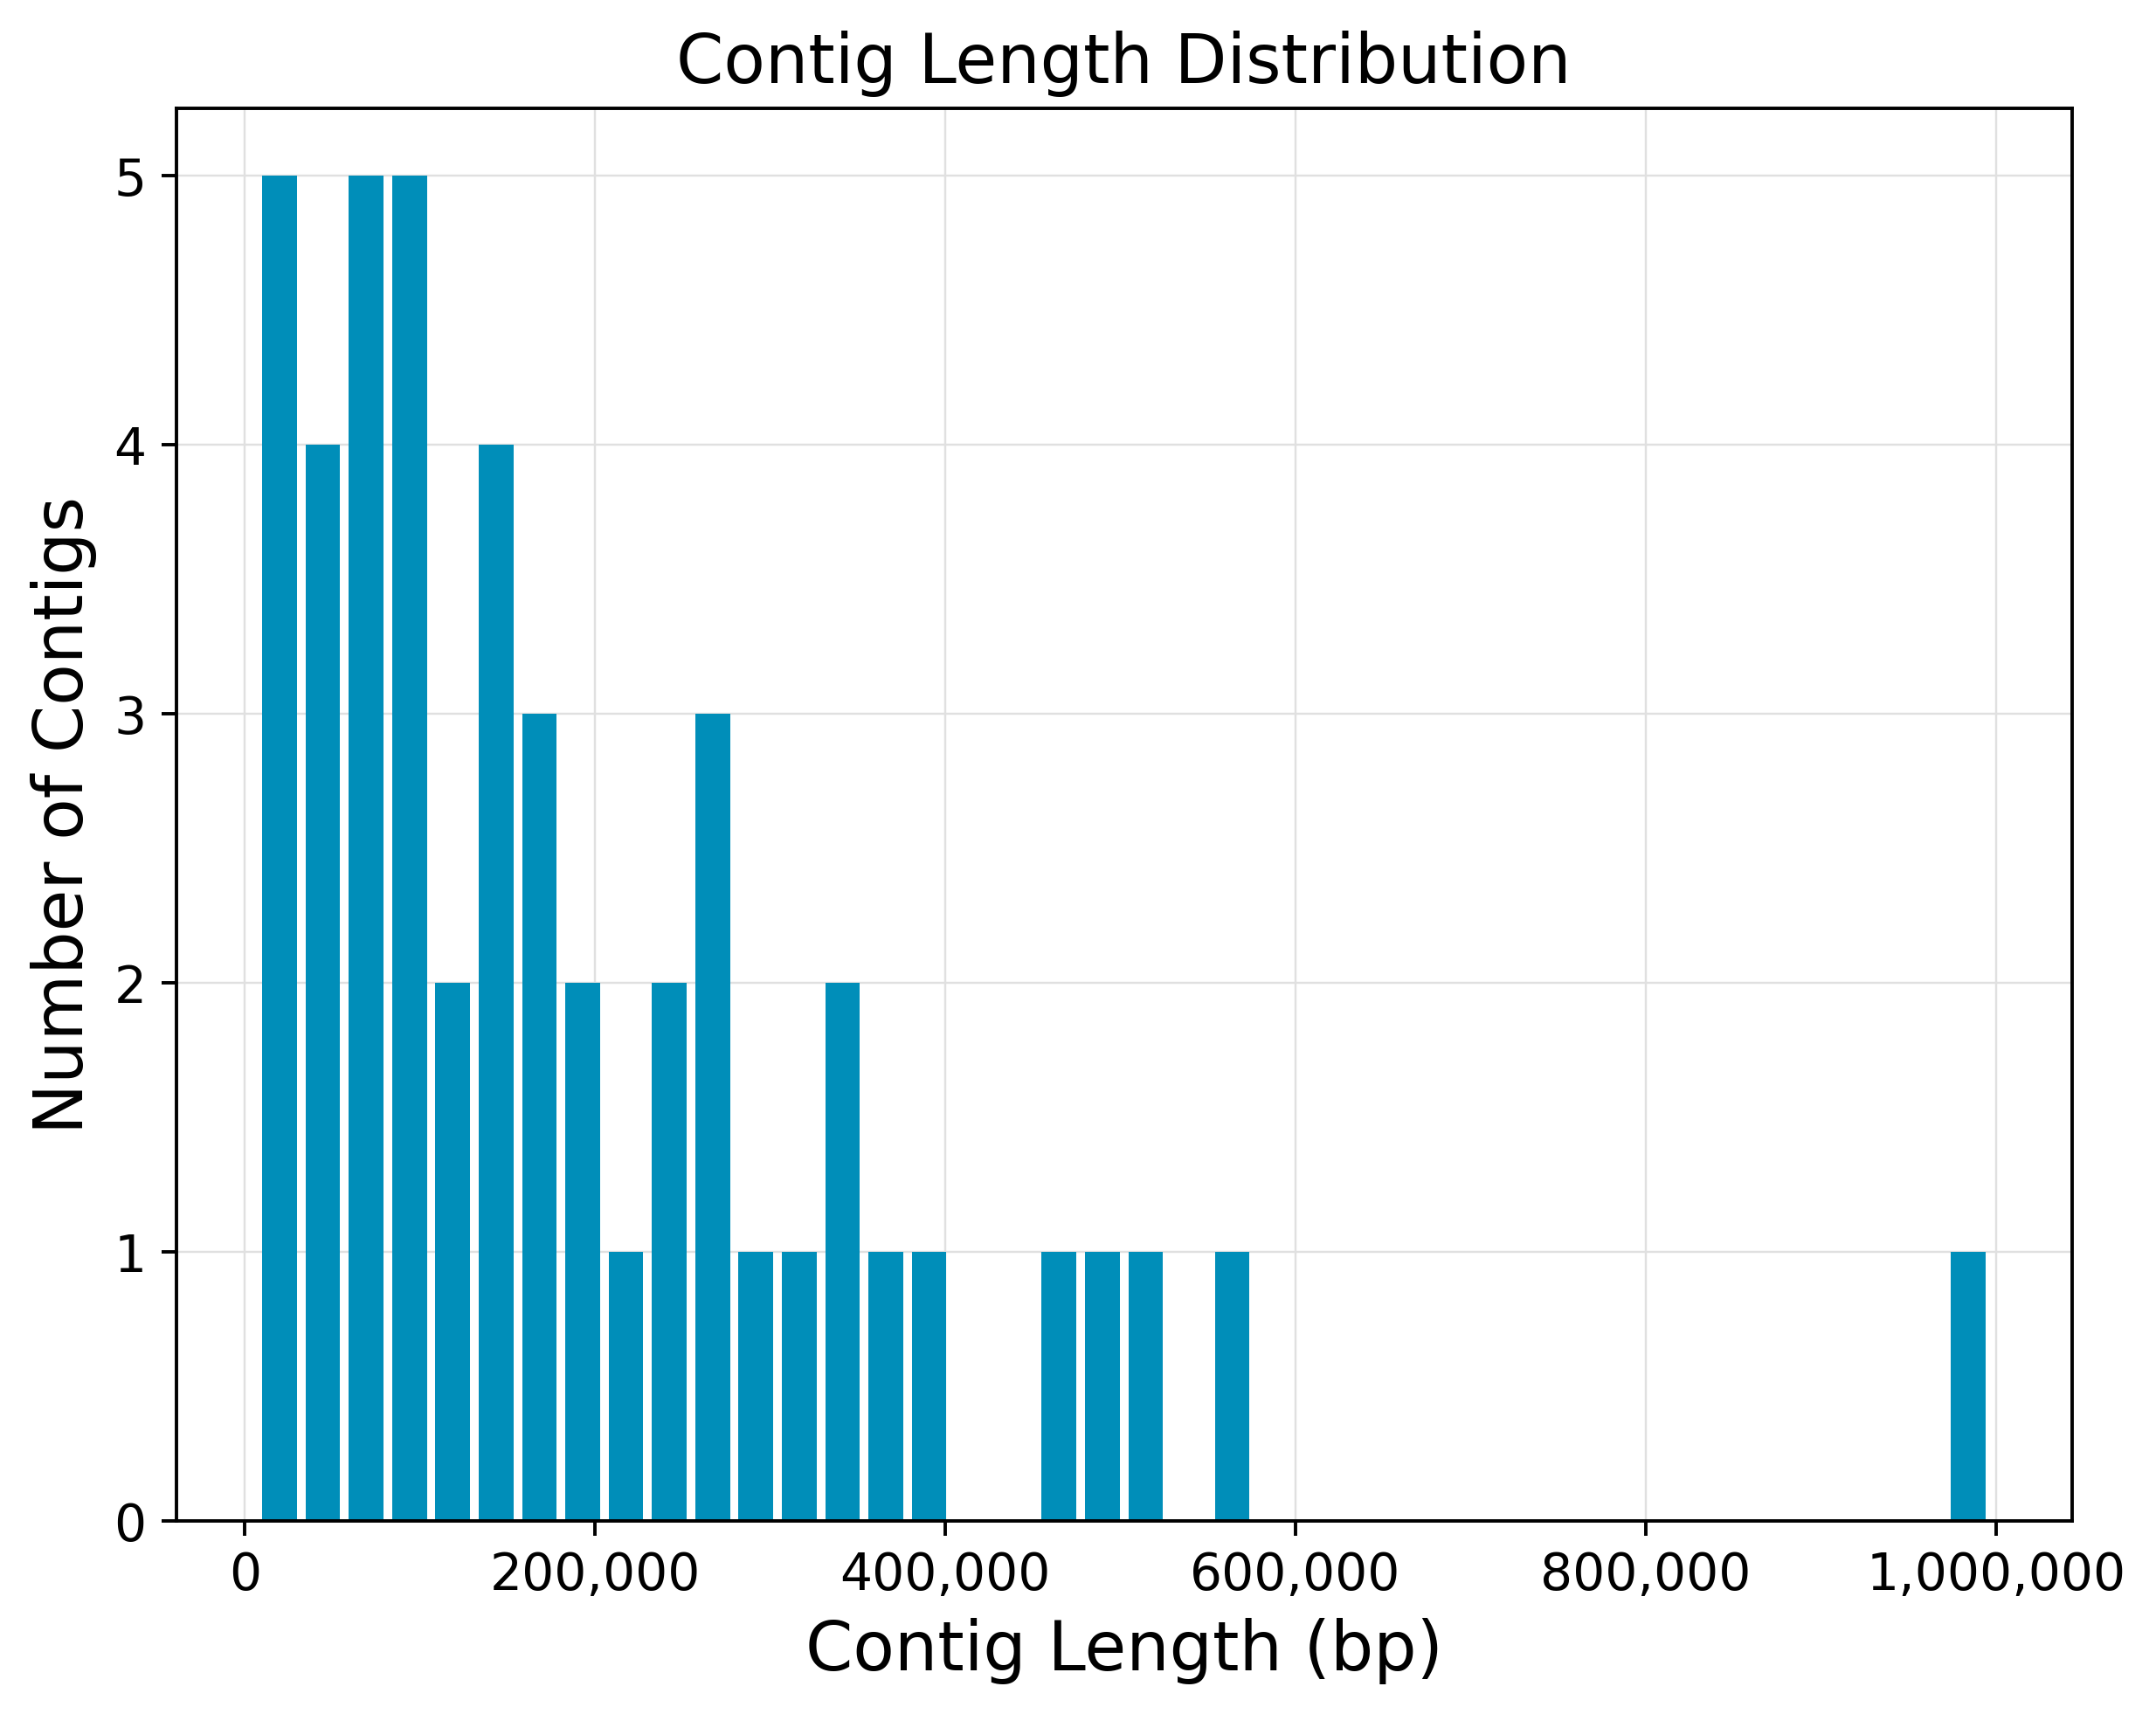 Contig Length Distribution
Number of Contigs
5
4
3
2
1
0
0 200,000 400,000 600,000 800,000 1,000,000
Contig Length (bp)